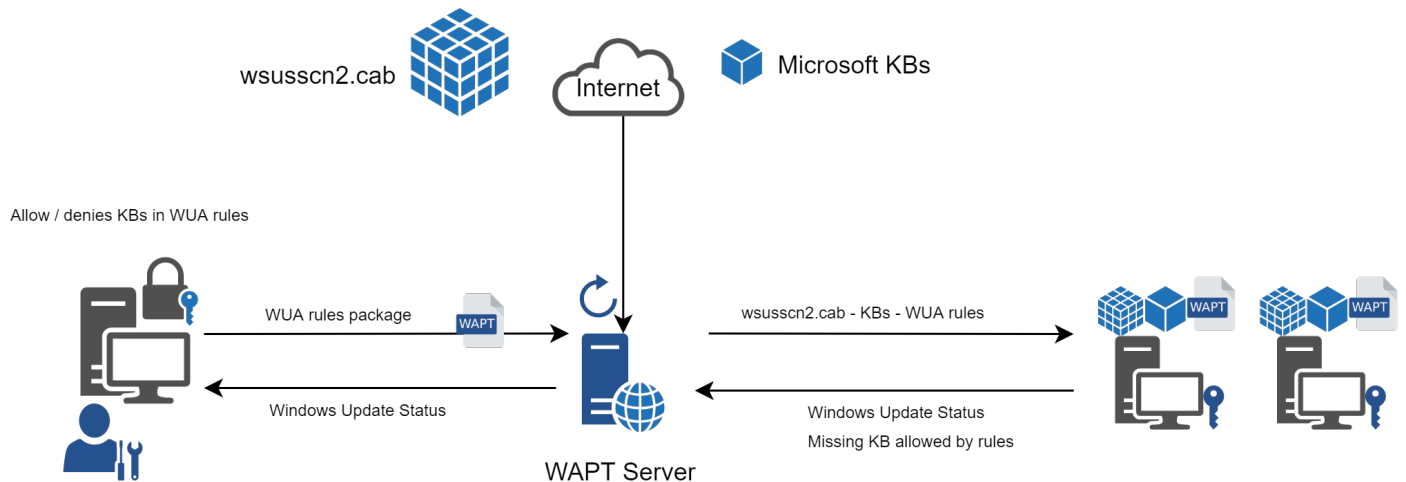 wsusscn2.cab
Internet
Microsoft KBs
Allow / denies KBs in WUA rules
WUA rules package
WAPT
wsusscn2.cab - KBs - WUA rules
WAPT
WAPT
Windows Update Status
Windows Update Status
Missing KB allowed by rules
WAPT Server